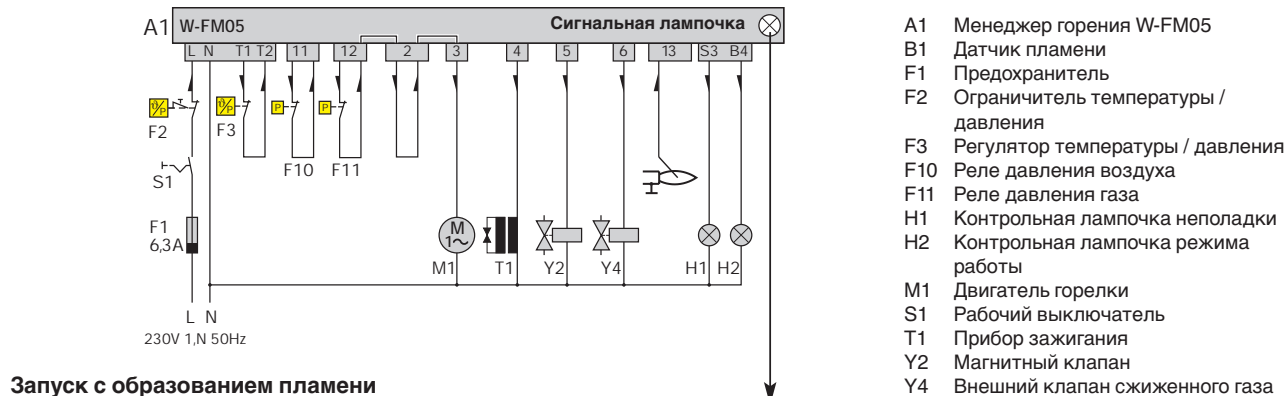 A1 W-FM05 Сигнальная лампочка
L N T1 T2 11 12 2 3 4 5 6 13 S3 B4
ϑ/P ϑ/P P P
F2 F3
F10 F11
S1
F1
6,3A
M
1~
M1 T1 Y2 Y4 H1 H2
L N
230V 1,N 50Hz
Запуск с образованием пламени
A1 Менеджер горения W-FM05
B1 Датчик пламени
F1 Предохранитель
F2 Ограничитель температуры /
давления
F3 Регулятор температуры / давления
F10 Реле давления воздуха
F11 Реле давления газа
H1 Контрольная лампочка неполадки
H2 Контрольная лампочка режима
работы
M1 Двигатель горелки
S1 Рабочий выключатель
T1 Прибор зажигания
Y2 Магнитный клапан
Y4 Внешний клапан сжиженного газа